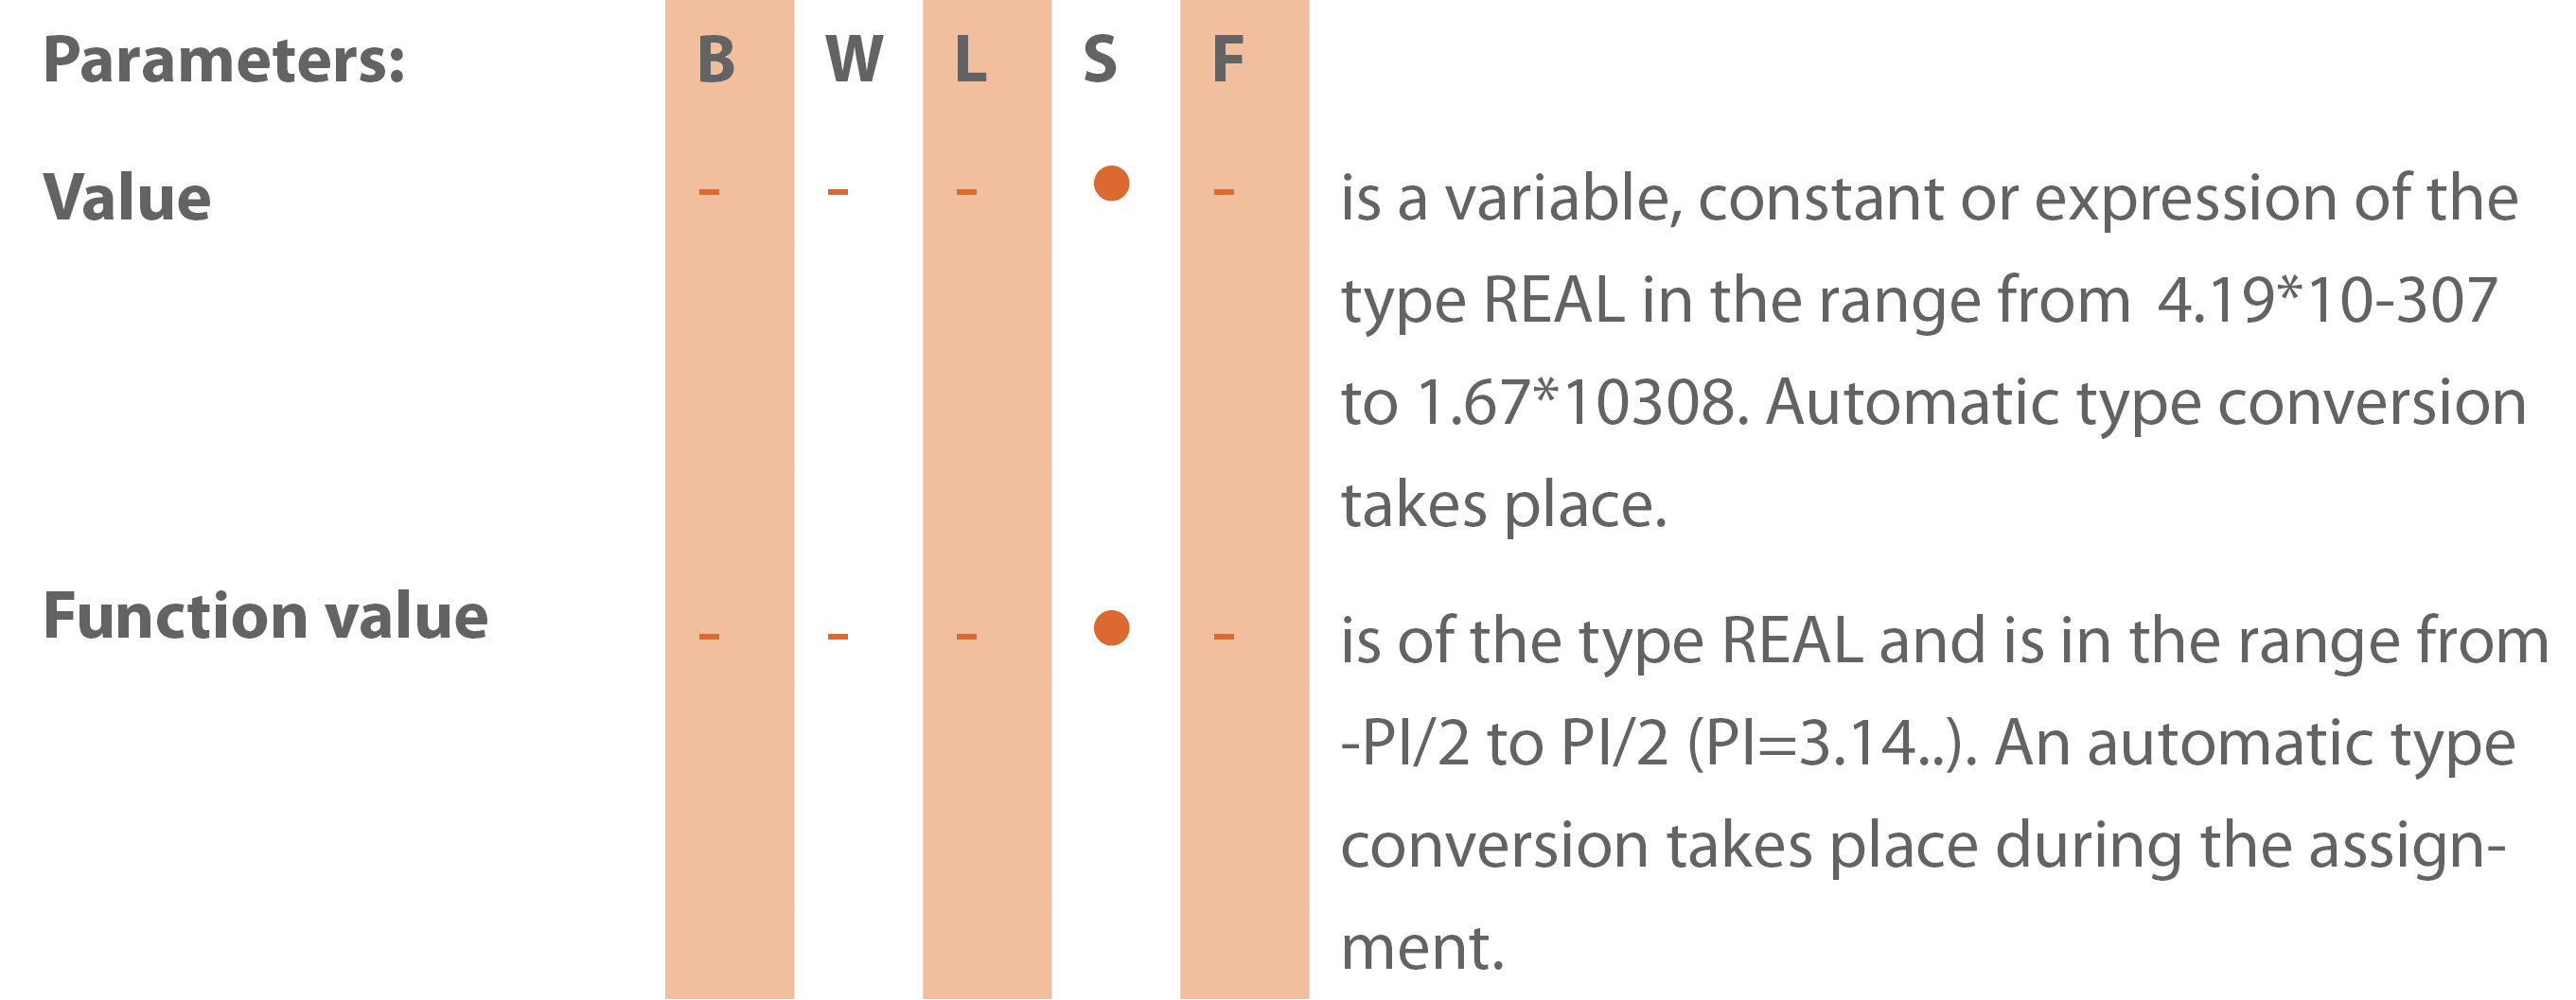 Parameters: B W L S F
Value - - - ● - is a variable, constant or expression of the
type REAL in the range from 4.19*10-307
to 1.67*10308. Automatic type conversion
takes place.
Function value - - - ● - is of the type REAL and is in the range from
-PI/2 to PI/2 (PI=3.14..). An automatic type
conversion takes place during the assign-
ment.